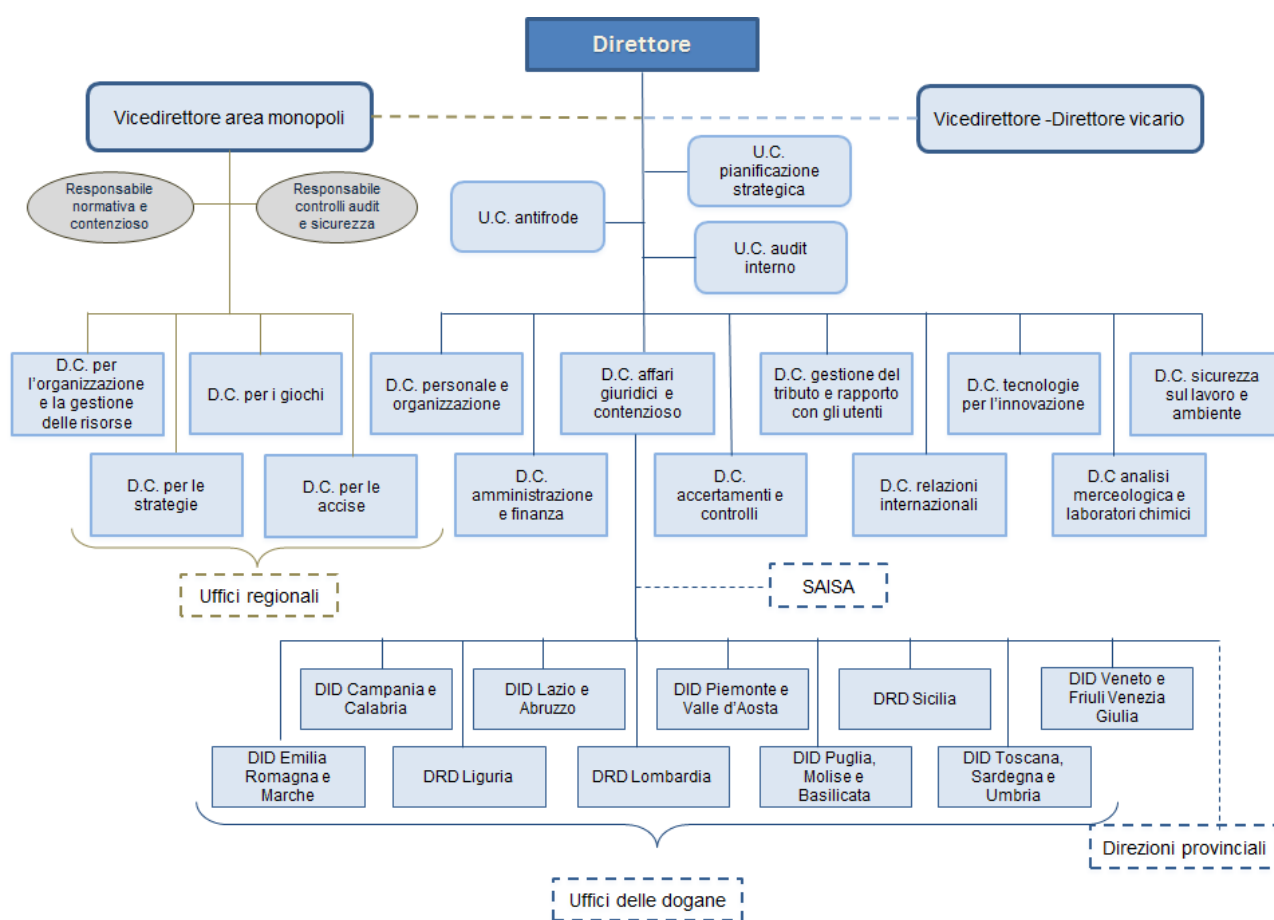 Direttore
Vicedirettore area monopoli
Vicedirettore -Direttore vicario
U.C.
pianificazione
strategica
Responsabile
normativa e
contenzioso
Responsabile
controlli audit
e sicurezza
U.C. antifrode
U.C. audit
interno
D.C. per
l'organizzazione
e la gestione
delle risorse
D.C. per i giochi
D.C. personale e
organizzazione
D.C. affari
giuridici e
contenzioso
D.C. gestione del
tributo e rapporto
con gli utenti
D.C. tecnologie
per l'innovazione
D.C. sicurezza
sul lavoro e
ambiente
D.C. per le
strategie
D.C. per le
accise
D.C.
amministrazione
e finanza
D.C.
accertamenti e
controlli
D.C. relazioni
internazionali
D.C analisi
merceologica e
laboratori chimici
Uffici regionali
SAISA
DID Campania e
Calabria
DID Lazio e
Abruzzo
DID Piemonte e
Valle d'Aosta
DRD Sicilia
DID Veneto e
Friuli Venezia
Giulia
DID Emilia
Romagna e
Marche
DRD Liguria
DRD Lombardia
DID Puglia,
Molise e
Basilicata
DID Toscana,
Sardegna e
Umbria
Direzioni provinciali
Uffici delle dogane